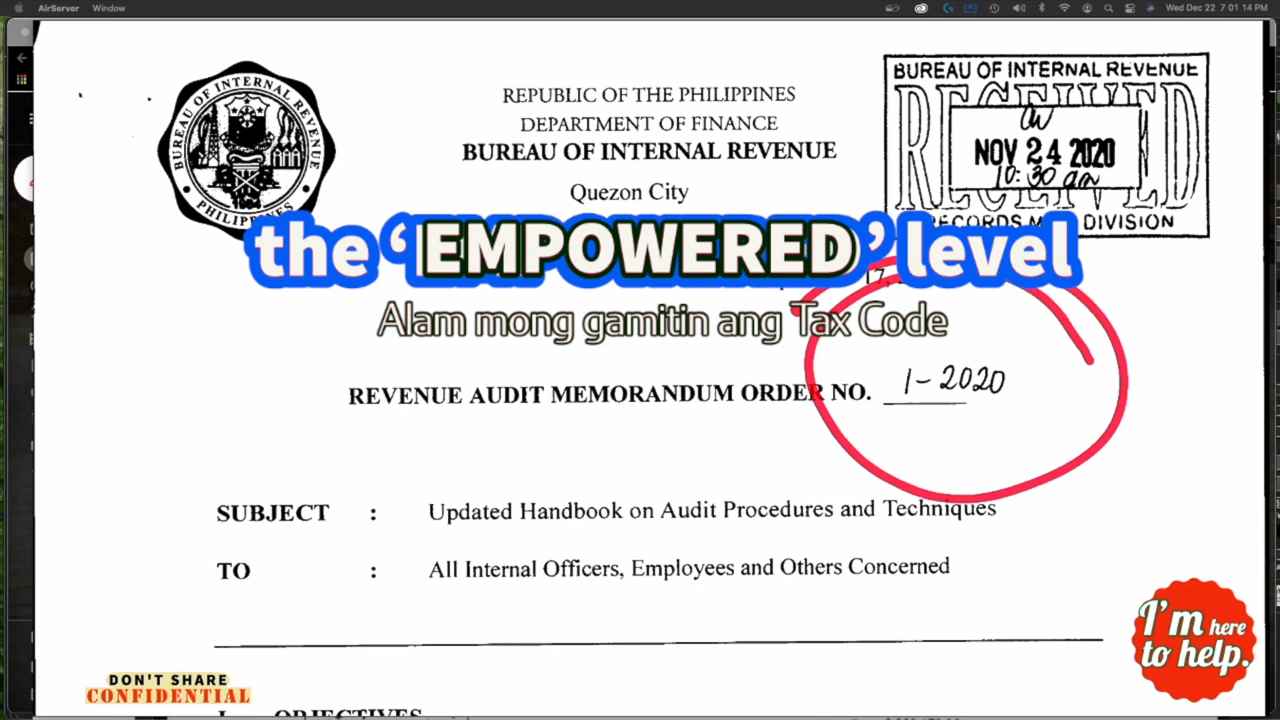 AirServer Window
Wed Dec 22 7 01 14 PM
BUREAU OF INTERNAL REVENUE
PHILIPPINES
1904
REPUBLIC OF THE PHILIPPINES
DEPARTMENT OF FINANCE
BUREAU OF INTERNAL REVENUE
Quezon City
BUREAU OF INTERNAL REVENUE
RECEIVED
NOV 24 2020
10:30 am
RECORDS DIVISION
the ‘EMPOWERED’ level
17,
Alam mong gamitin ang Tax Code
REVENUE AUDIT MEMORANDUM ORDER NO. 1-2020
SUBJECT : Updated Handbook on Audit Procedures and Techniques
TO : All Internal Officers, Employees and Others Concerned
I'm here
to help.
DON'T SHARE
CONFIDENTIAL
I. OBJECTIVES